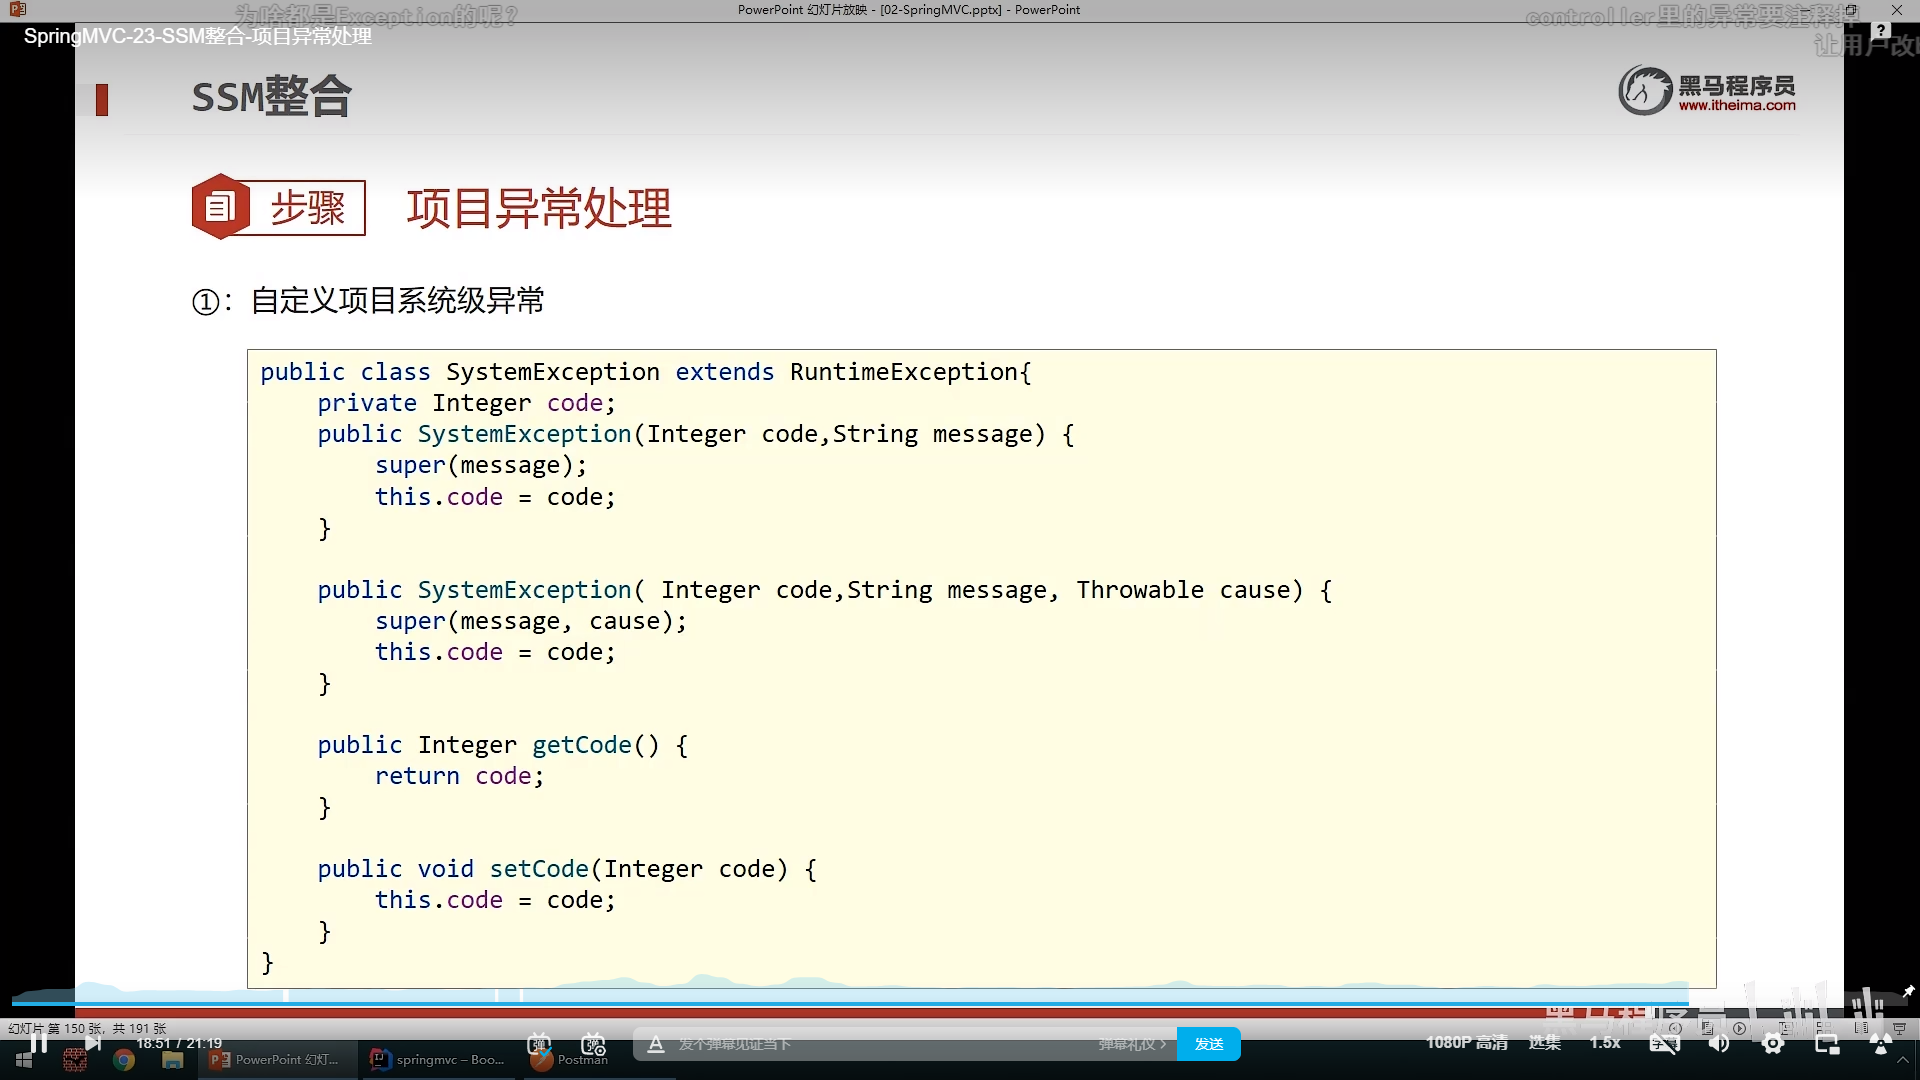 PowerPoint 幻灯片放映 - [02-SpringMVC.pptx] - PowerPoint
为啥都是Exception的呢?
controller里的异常要注释掉
SpringMVC-23-SSM整合-项目异常处理
让用户改
SSM整合
黑马程序员
www.itheima.com
步骤 项目异常处理
①：自定义项目系统级异常
public class SystemException extends RuntimeException{
    private Integer code;
    public SystemException(Integer code,String message) {
        super(message);
        this.code = code;
    }
    public SystemException( Integer code,String message, Throwable cause) {
        super(message, cause);
        this.code = code;
    }
    public Integer getCode() {
        return code;
    }
    public void setCode(Integer code) {
        this.code = code;
    }
}
幻灯片 第 150 张，共 191 张
18:51 / 21:19
发个弹幕见证当下
弹幕礼仪 >
发送
1080P 高清
选集
1.5x
PowerPoint 幻灯...
springmvc – Boo...
Postman